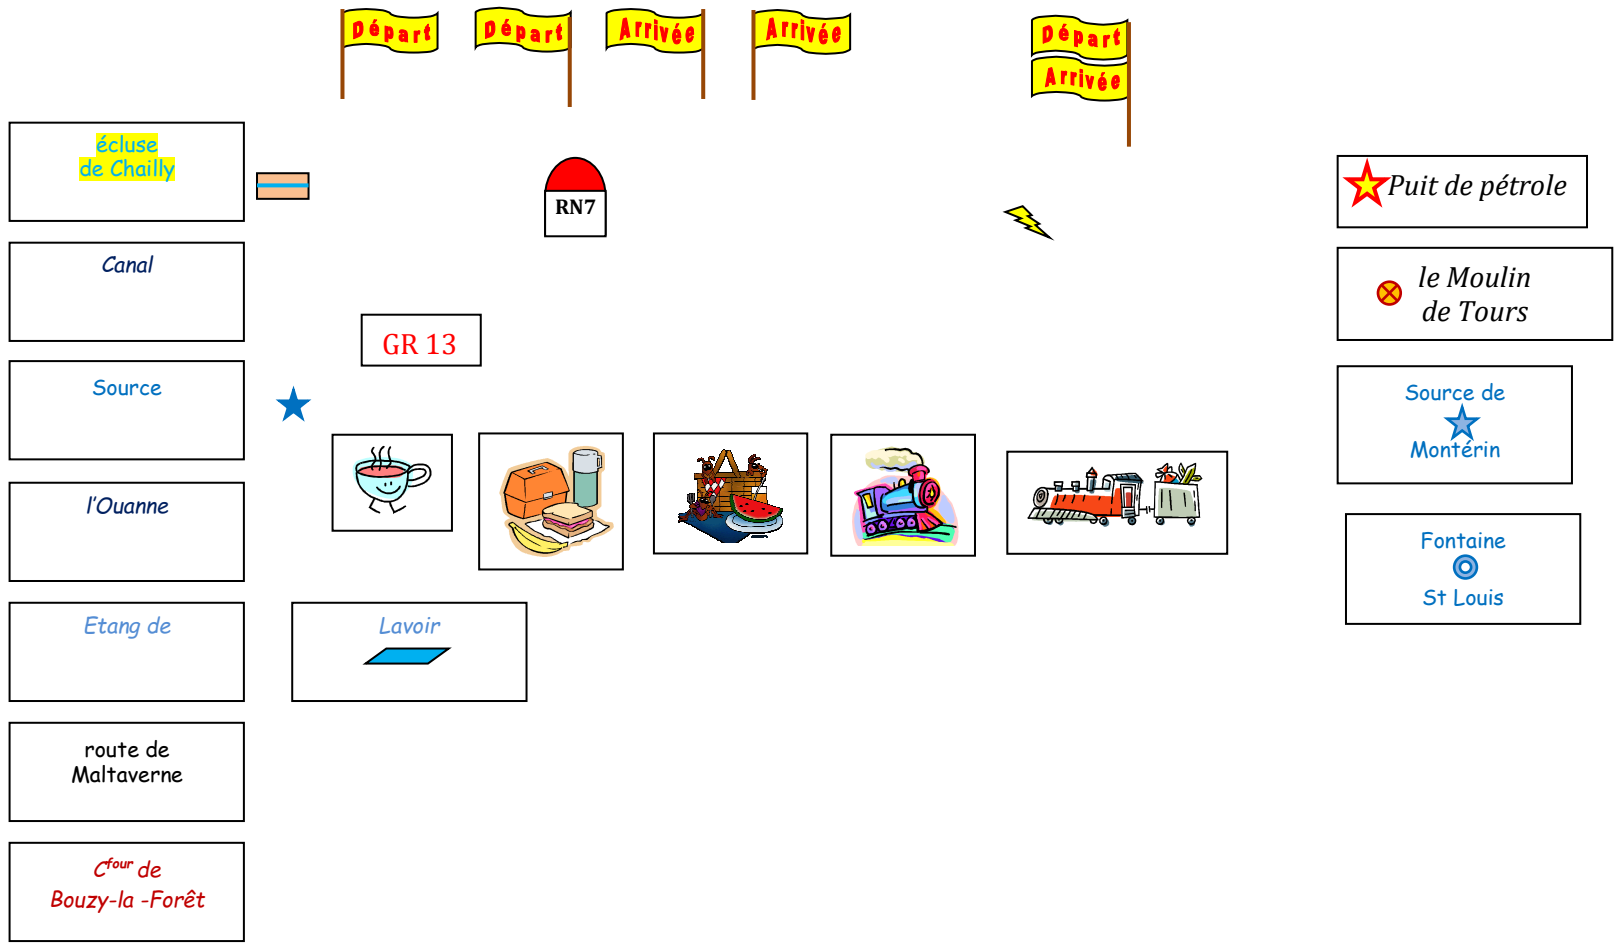 Départ
Départ
Arrivée
Arrivée
Départ
Arrivée
écluse
de Chailly
RN7
Puit de pétrole
Canal
le Moulin
de Tours
GR 13
Source
Source de
Montérin
l'Ouanne
Fontaine
St Louis
Etang de
Lavoir
route de
Maltaverne
Cfour de
Bouzy-la -Forêt